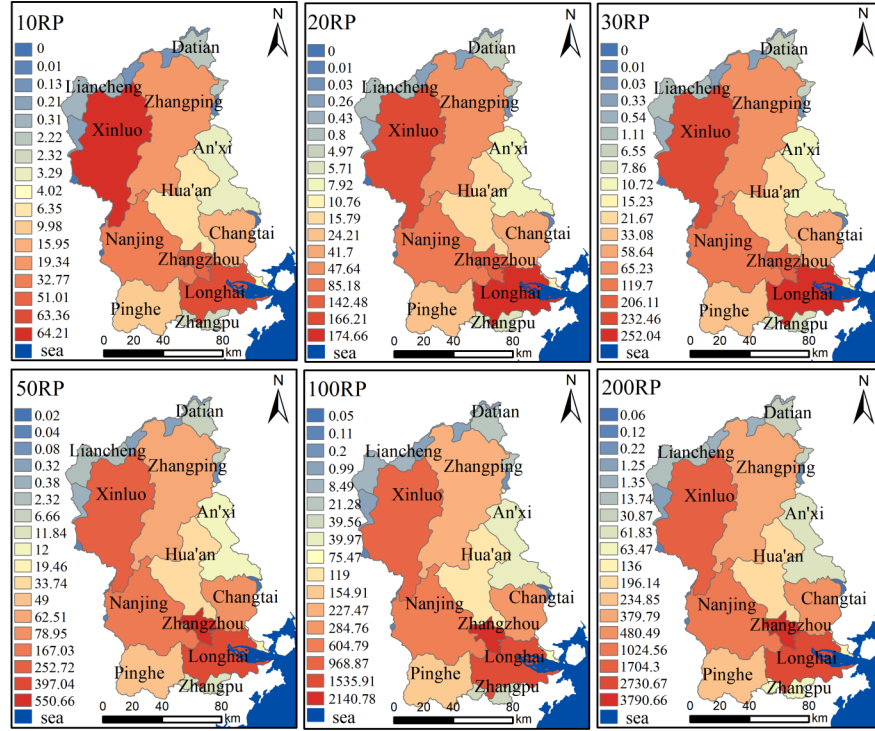 10RP
N
0
0.01
0.13
0.21
0.31
2.22
2.32
3.29
4.02
6.35
9.98
15.95
19.34
32.77
51.01
63.36
64.21
sea
Datian
Liancheng
Zhangping
Xinluo
An'xi
Hua'an
Nanjing
Changtai
Zhangzhou
Longhai
Pinghe
Zhangpu
0 20 40 80
km
20RP
N
0
0.01
0.03
0.26
0.43
0.8
4.97
5.71
7.92
10.76
15.79
24.21
41.7
47.64
85.18
142.48
166.21
174.66
sea
Datian
Liancheng
Zhangping
Xinluo
An'xi
Hua'an
Nanjing
Changtai
Zhangzhou
Longhai
Pinghe
Zhangpu
0 20 40 80
km
30RP
N
0
0.01
0.03
0.33
0.54
1.11
6.55
7.86
10.72
15.23
21.67
33.08
58.64
65.23
119.7
206.11
232.46
252.04
sea
Datian
Liancheng
Zhangping
Xinluo
An'xi
Hua'an
Nanjing
Changtai
Zhangzhou
Longhai
Pinghe
Zhangpu
0 20 40 80
km
50RP
N
0.02
0.04
0.08
0.32
0.38
2.32
6.66
11.84
12
19.46
33.74
49
62.51
78.95
167.03
252.72
397.04
550.66
sea
Datian
Liancheng
Zhangping
Xinluo
An'xi
Hua'an
Nanjing
Changtai
Zhangzhou
Longhai
Pinghe
Zhangpu
0 20 40 80
km
100RP
N
0.05
0.11
0.2
0.99
8.49
21.28
39.56
39.97
75.47
119
154.91
227.47
284.76
604.79
968.87
1535.91
2140.78
sea
Datian
Liancheng
Zhangping
Xinluo
An'xi
Hua'an
Nanjing
Changtai
Zhangzhou
Longhai
Pinghe
Zhangpu
0 20 40 80
km
200RP
N
0.06
0.12
0.22
1.25
1.35
13.74
30.87
61.83
63.47
136
196.14
234.85
379.79
480.49
1024.56
1704.3
2730.67
3790.66
sea
Datian
Liancheng
Zhangping
Xinluo
An'xi
Hua'an
Nanjing
Changtai
Zhangzhou
Longhai
Pinghe
Zhangpu
0 20 40 80
km